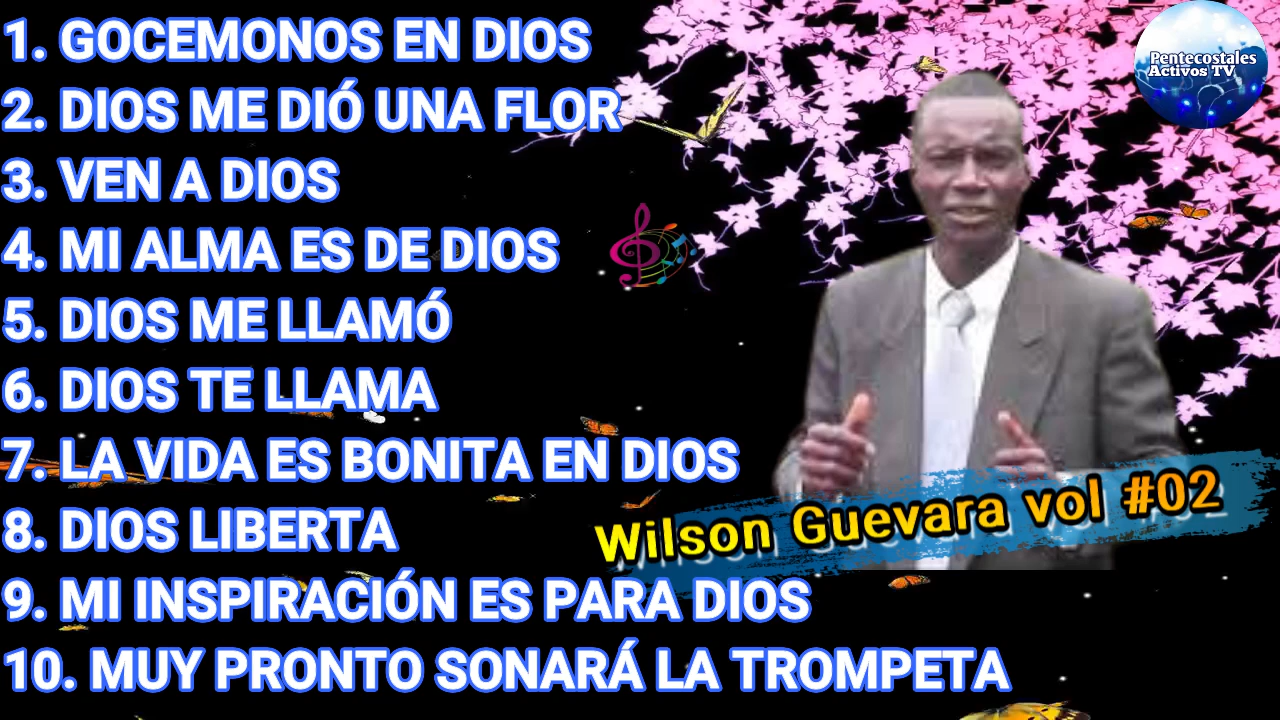 1. GOCEMONOS EN DIOS
2. DIOS ME DIÓ UNA FLOR
3. VEN A DIOS
4. MI ALMA ES DE DIOS
5. DIOS ME LLAMÓ
6. DIOS TE LLAMA
7. LA VIDA ES BONITA EN DIOS
8. DIOS LIBERTA
9. MI INSPIRACIÓN ES PARA DIOS
10. MUY PRONTO SONARÁ LA TROMPETA
Pentecostales
Activos TV
Wilson Guevara vol #02